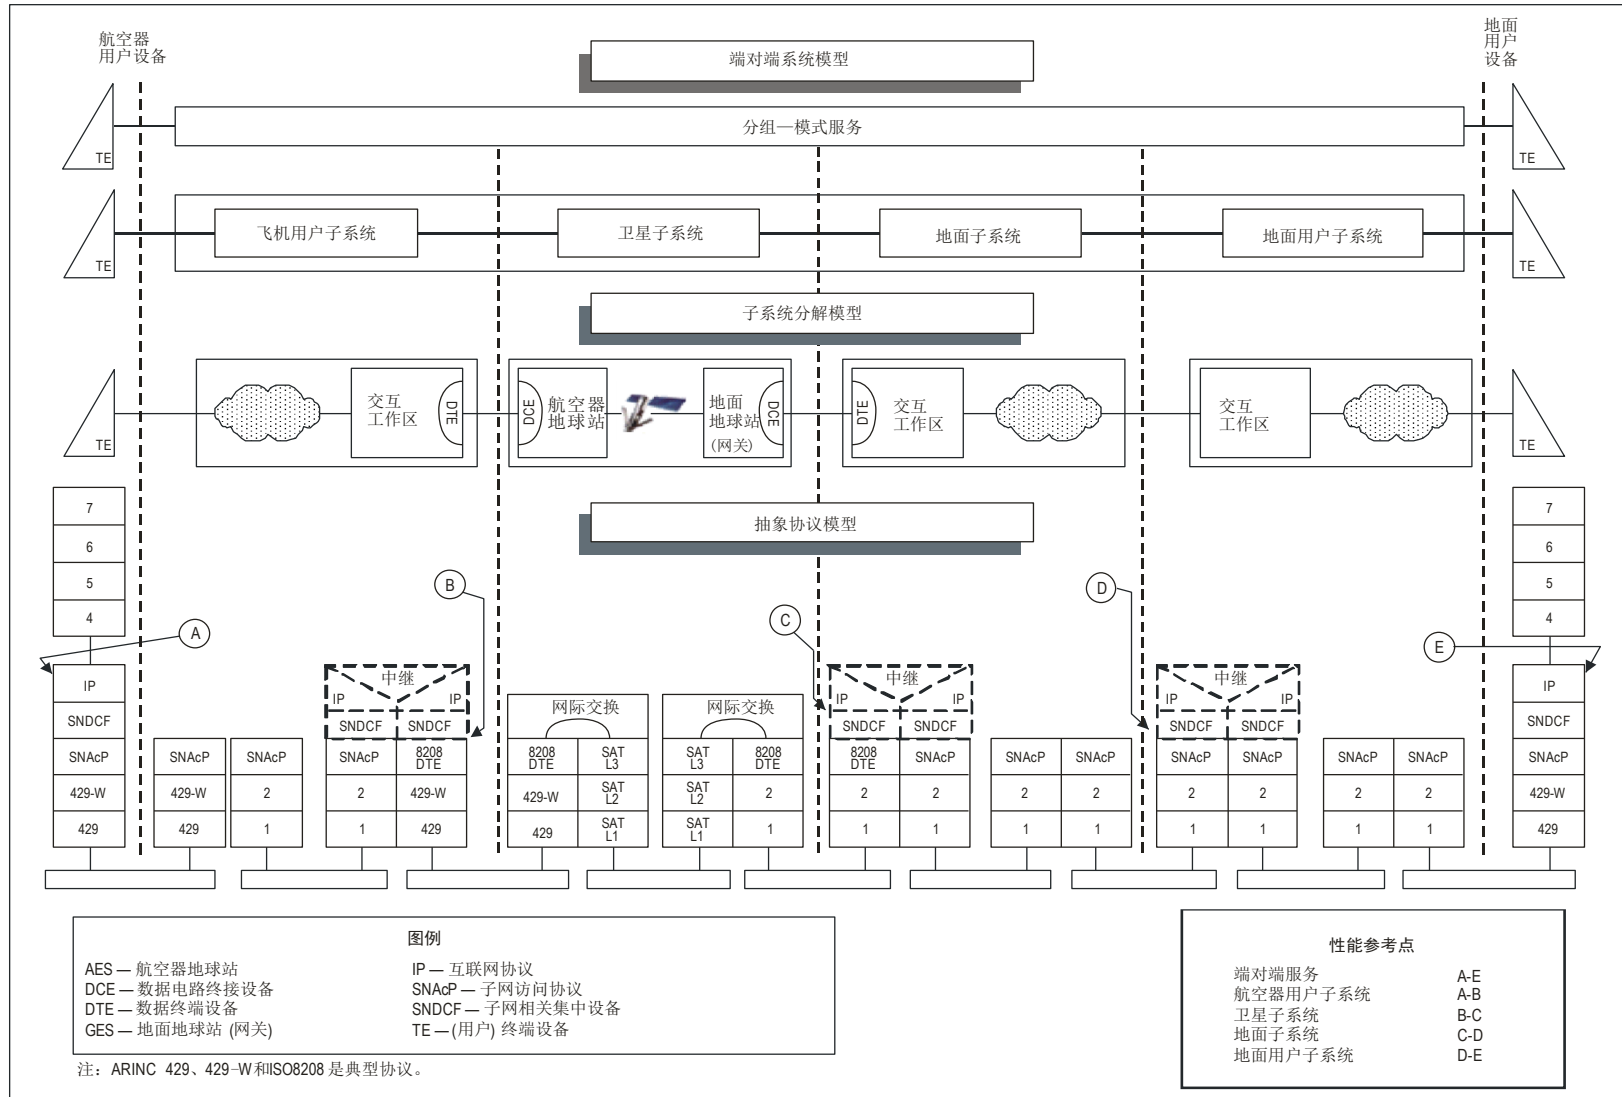 航空器
用户设备
地面
用户
设备
端对端系统模型
分组—模式服务
TE
TE
飞机用户子系统
卫星子系统
地面子系统
地面用户子系统
TE
TE
子系统分解模型
交互
工作区
DTE
DCE
航空器
地球站
地面
地球站
(网关)
DCE
DTE
交互
工作区
交互
工作区
TE
TE
抽象协议模型
7
6
5
4
7
6
5
4
A
B
C
D
E
IP
SNDCF
SNAcP
429-W
429
SNAcP
429-W
429
SNAcP
2
1
中继
IP
IP
SNDCF
SNDCF
SNAcP
8208
DTE
2
429-W
1
429
网际交换
8208
DTE
SAT
L3
429-W
SAT
L2
429
SAT
L1
网际交换
SAT
L3
8208
DTE
SAT
L2
2
SAT
L1
1
中继
IP
IP
SNDCF
SNDCF
8208
DTE
SNAcP
2
2
1
1
SNAcP
SNAcP
2
2
1
1
中继
IP
IP
SNDCF
SNDCF
SNAcP
SNAcP
2
2
1
1
SNAcP
SNAcP
2
2
1
1
IP
SNDCF
SNAcP
429-W
429
图例
AES — 航空器地球站
DCE — 数据电路终接设备
DTE — 数据终端设备
GES — 地面地球站 (网关)
IP — 互联网协议
SNAcP — 子网访问协议
SNDCF — 子网相关集中设备
TE — (用户) 终端设备
注：ARINC 429、429-W和ISO8208 是典型协议。
性能参考点
端对端服务 A-E
航空器用户子系统 A-B
卫星子系统 B-C
地面子系统 C-D
地面用户子系统 D-E